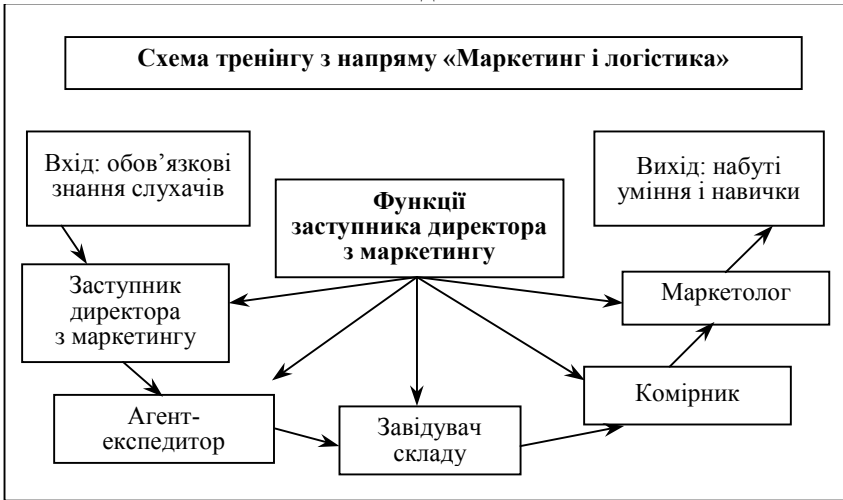 Схема тренінгу з напряму «Маркетинг і логістика»
Вхід: обов’язкові
знання слухачів
Функції
заступника директора
з маркетингу
Вихід: набуті
уміння і навички
Заступник
директора
з маркетингу
Маркетолог
Агент-
експедитор
Завідувач
складу
Комірник